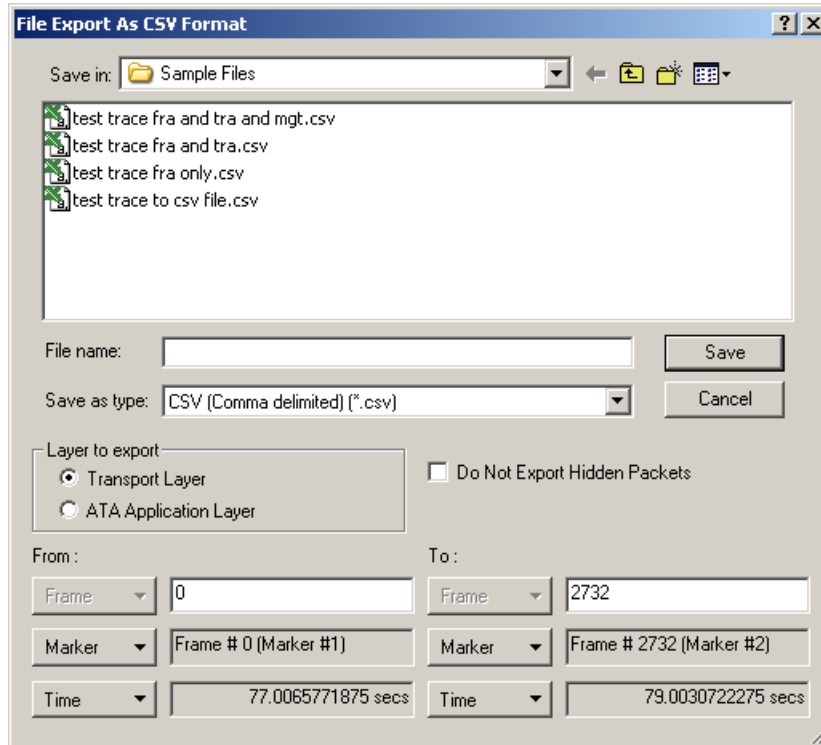 File Export As CSV Format
Save in: Sample Files
test trace fra and tra and mgt.csv
test trace fra and tra.csv
test trace fra only.csv
test trace to csv file.csv
File name: Save
Save as type: CSV (Comma delimited) (*.csv) Cancel
Layer to export
Transport Layer
Do Not Export Hidden Packets
ATA Application Layer
From : To :
Frame 0 Frame 2732
Marker Frame # 0 (Marker #1) Marker Frame # 2732 (Marker #2)
Time 77.0065771875 secs Time 79.0030722275 secs